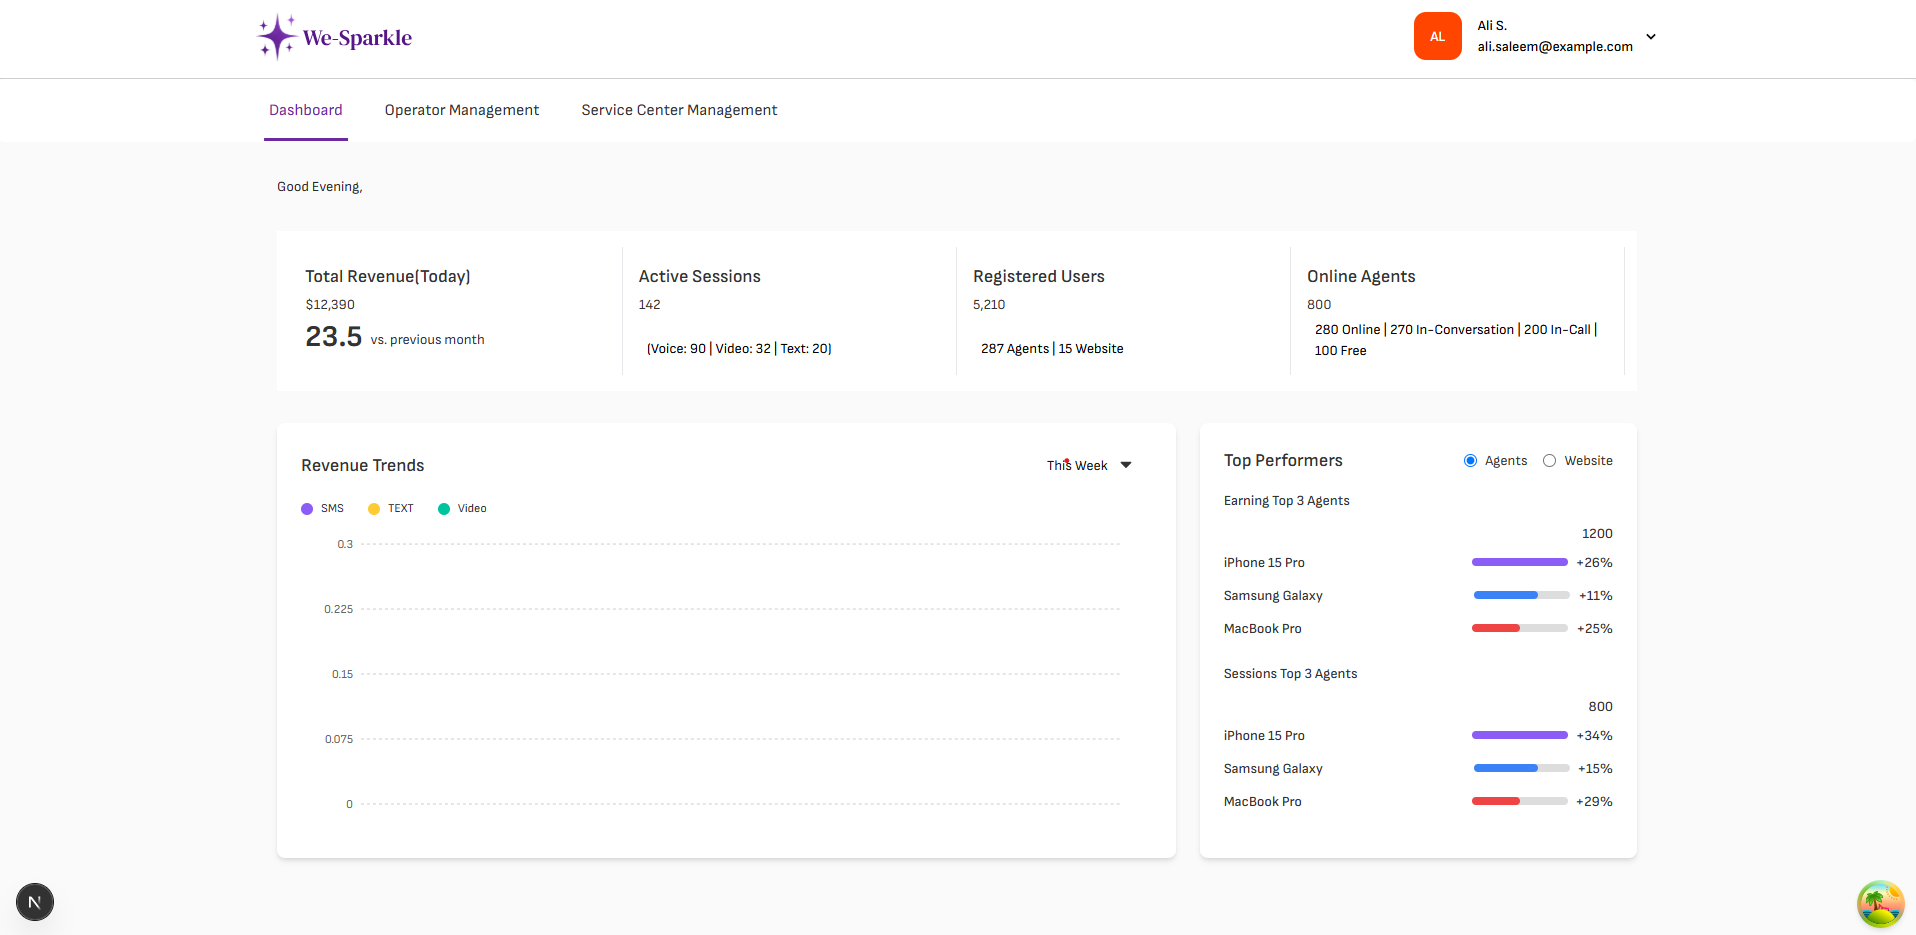 We-Sparkle
AL
Ali S.
ali.saleem@example.com
Dashboard
Operator Management
Service Center Management
Good Evening,
Total Revenue(Today)
$12,390
23.5 vs. previous month
Active Sessions
142
(Voice: 90 | Video: 32 | Text: 20)
Registered Users
5,210
287 Agents | 15 Website
Online Agents
800
280 Online | 270 In-Conversation | 200 In-Call |
100 Free
Revenue Trends
This Week
SMS
TEXT
Video
0.3
0.225
0.15
0.075
0
Top Performers
Agents
Website
Earning Top 3 Agents
1200
iPhone 15 Pro +26%
Samsung Galaxy +11%
MacBook Pro +25%
Sessions Top 3 Agents
800
iPhone 15 Pro +34%
Samsung Galaxy +15%
MacBook Pro +29%
N